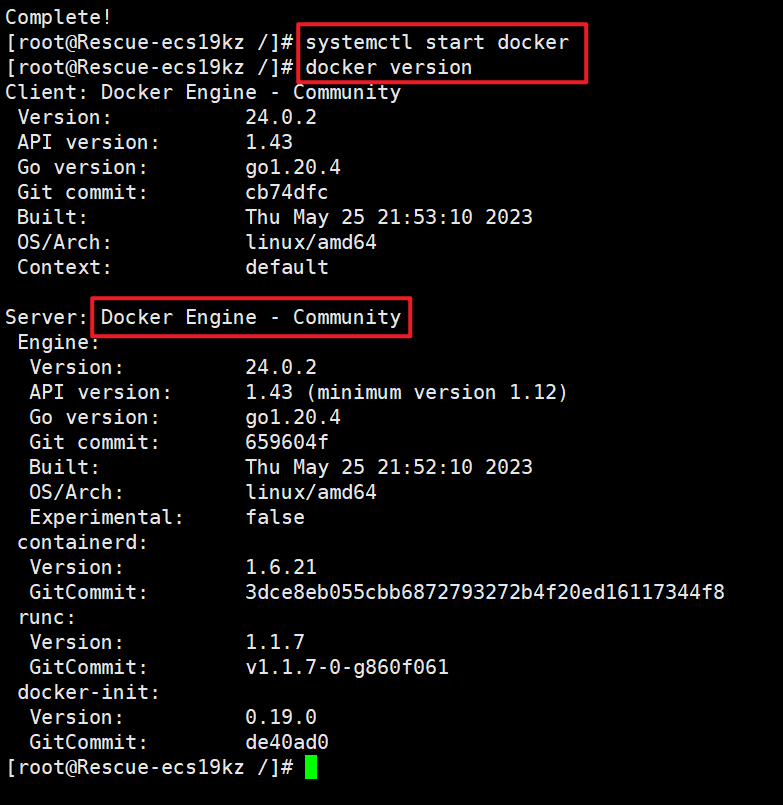 Complete!
[root@Rescue-ecs19kz /]# systemctl start docker
[root@Rescue-ecs19kz /]# docker version
Client: Docker Engine - Community
 Version:           24.0.2
 API version:       1.43
 Go version:        go1.20.4
 Git commit:        cb74dfc
 Built:             Thu May 25 21:53:10 2023
 OS/Arch:           linux/amd64
 Context:           default

Server: Docker Engine - Community
 Engine:
  Version:          24.0.2
  API version:      1.43 (minimum version 1.12)
  Go version:       go1.20.4
  Git commit:       659604f
  Built:            Thu May 25 21:52:10 2023
  OS/Arch:          linux/amd64
  Experimental:     false
 containerd:
  Version:          1.6.21
  GitCommit:        3dce8eb055cbb6872793272b4f20ed16117344f8
 runc:
  Version:          1.1.7
  GitCommit:        v1.1.7-0-g860f061
 docker-init:
  Version:          0.19.0
  GitCommit:        de40ad0
[root@Rescue-ecs19kz /]#